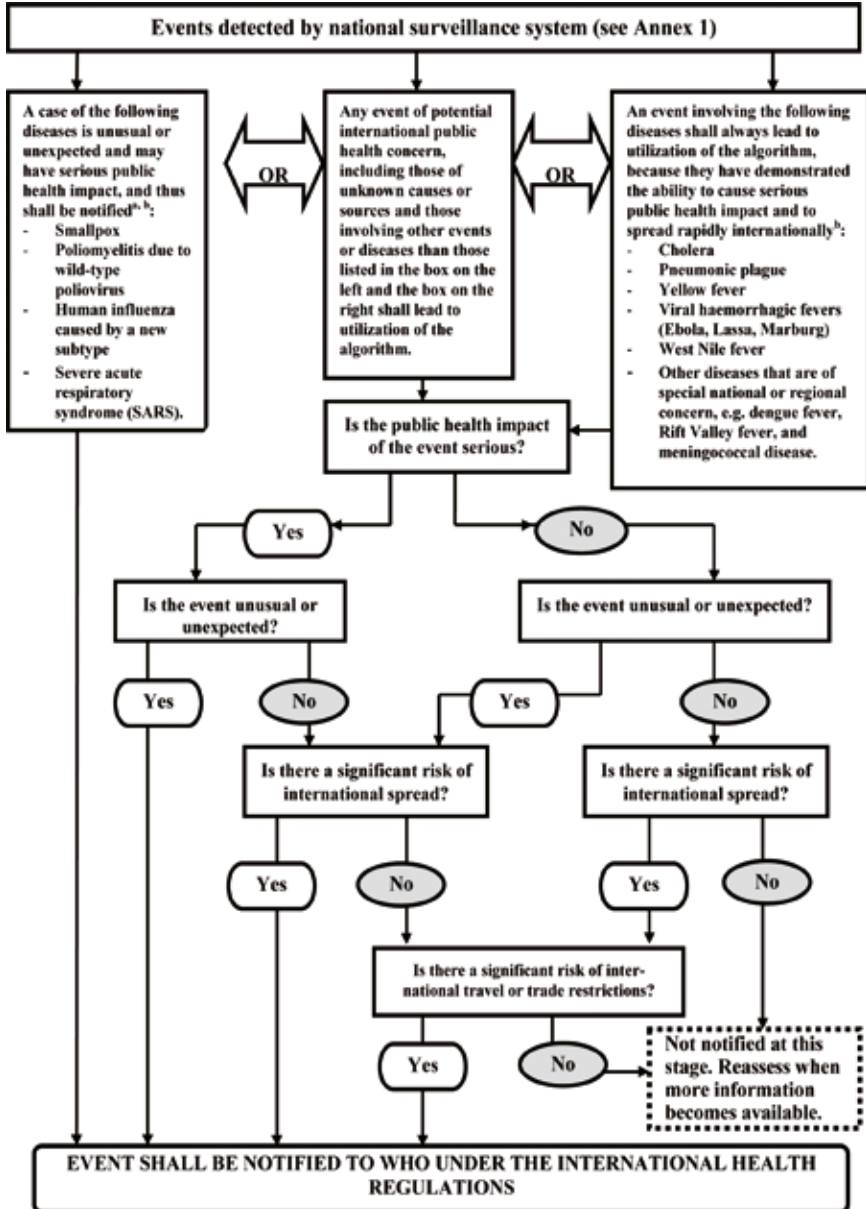 Events detected by national surveillance system (see Annex 1)
A case of the following
diseases is unusual or
unexpected and may
have serious public
health impact, and thus
shall be notifiedᵃ, ᵇ:
- Smallpox
- Poliomyelitis due to
wild-type
poliovirus
- Human influenza
caused by a new
subtype
- Severe acute
respiratory
syndrome (SARS).
OR
Any event of potential
international public
health concern,
including those of
unknown causes or
sources and those
involving other events
or diseases than those
listed in the box on the
left and the box on the
right shall lead to
utilization of the
algorithm.
OR
An event involving the following
diseases shall always lead to
utilization of the algorithm,
because they have demonstrated
the ability to cause serious
public health impact and to
spread rapidly internationallyᵇ:
- Cholera
- Pneumonic plague
- Yellow fever
- Viral haemorrhagic fevers
(Ebola, Lassa, Marburg)
- West Nile fever
- Other diseases that are of
special national or regional
concern, e.g. dengue fever,
Rift Valley fever, and
meningococcal disease.
Is the public health impact
of the event serious?
Yes
No
Is the event unusual or
unexpected?
Is the event unusual or unexpected?
Yes
No
Yes
No
Is there a significant risk of
international spread?
Is there a significant risk of
international spread?
Yes
No
Yes
No
Is there a significant risk of inter-
national travel or trade restrictions?
Yes
No
Not notified at this
stage. Reassess when
more information
becomes available.
EVENT SHALL BE NOTIFIED TO WHO UNDER THE INTERNATIONAL HEALTH
REGULATIONS